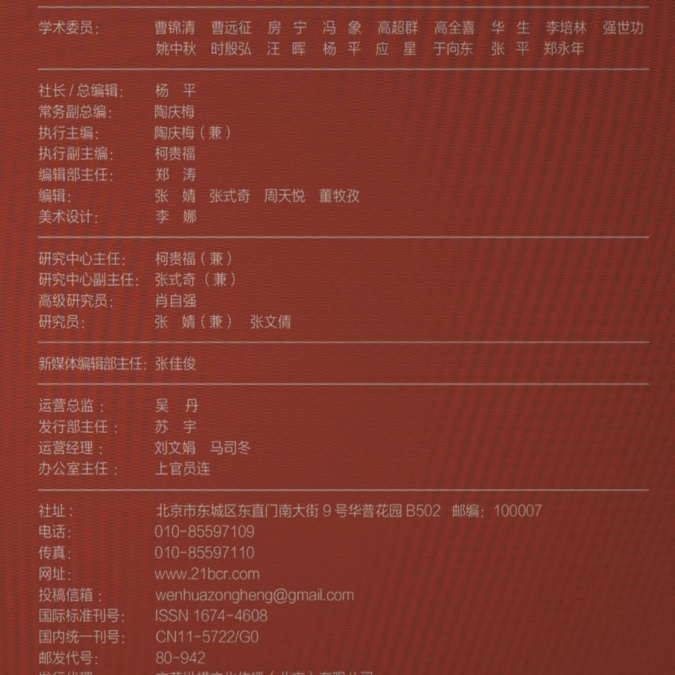 学术委员： 曹锦清 曹远征 房 宁 冯 象 高超群 高全喜 华 生 李培林 强世功
姚中秋 时殷弘 汪 晖 杨 平 应 星 于向东 张 平 郑永年
社长 / 总编辑： 杨 平
常务副总编： 陶庆梅
执行主编： 陶庆梅（兼）
执行副主编： 柯贵福
编辑部主任： 郑 涛
编辑： 张 婧 张式奇 周天悦 董牧孜
美术设计： 李 娜
研究中心主任： 柯贵福（兼）
研究中心副主任： 张式奇（兼）
高级研究员： 肖自强
研究员： 张 婧（兼） 张文倩
新媒体编辑部主任： 张佳俊
运营总监： 吴 丹
发行部主任： 苏 宇
运营经理： 刘文娟 马司冬
办公室主任： 上官员连
社址： 北京市东城区东直门南大街 9 号华普花园 B502 邮编：100007
电话： 010-85597109
传真： 010-85597110
网址： www.21bcr.com
投稿信箱： wenhuazongheng@gmail.com
国际标准刊号： ISSN 1674-4608
国内统一刊号： CN11-5722/G0
邮发代号： 80-942